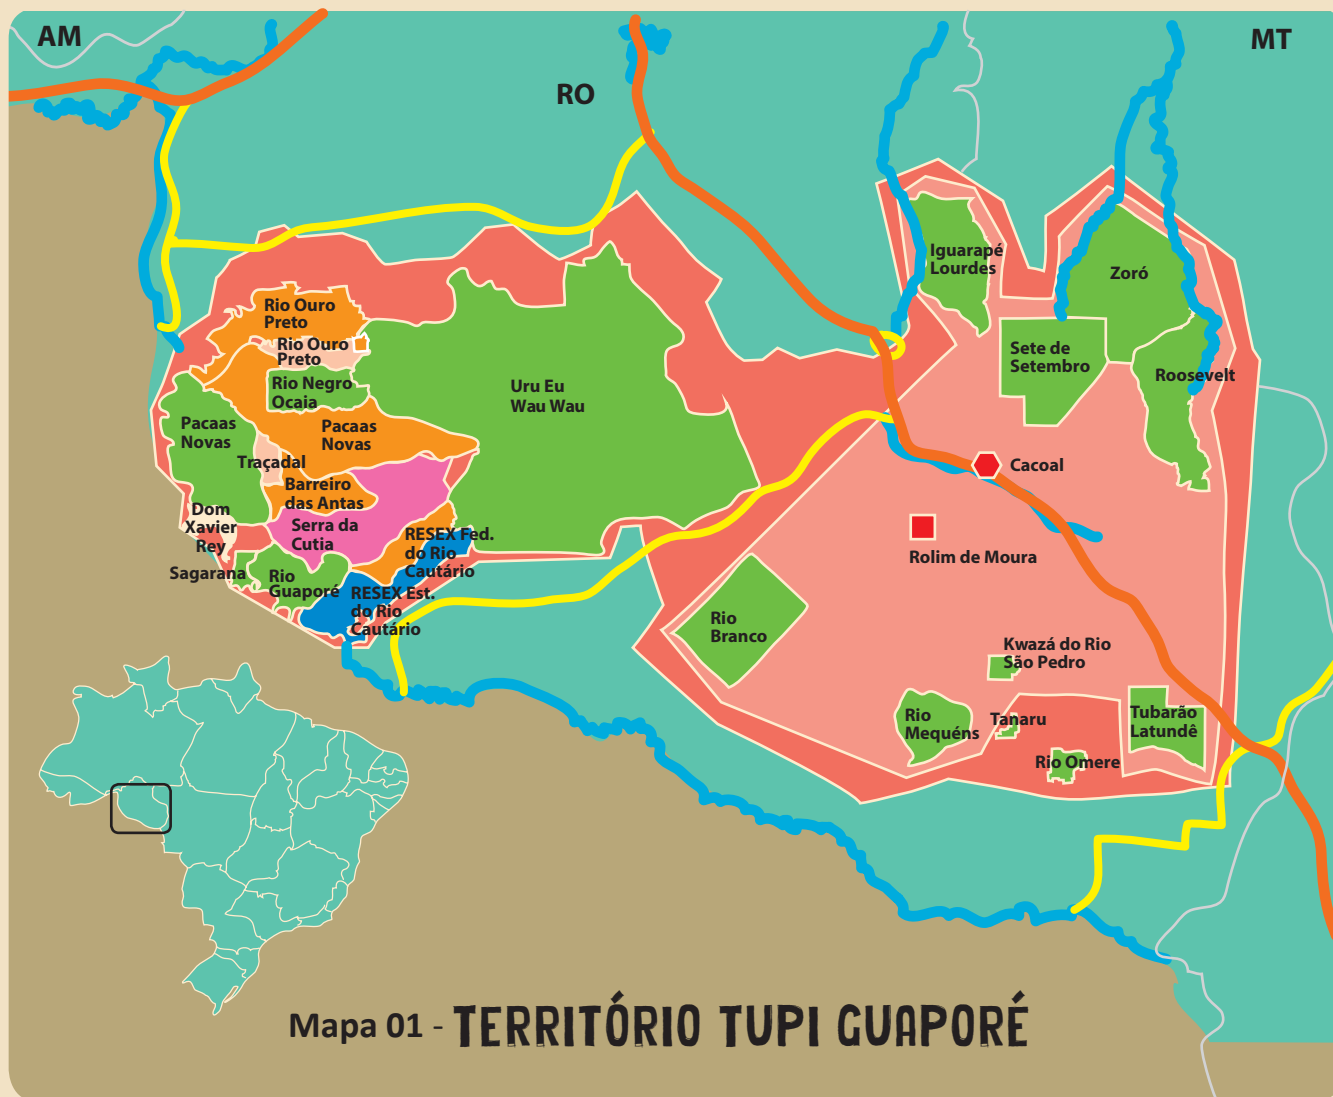 AM
RO
MT
Iguarapé
Lourdes
Zoró
Rio Ouro
Preto
Rio Ouro
Preto
Rio Negro
Ocaia
Uru Eu
Wau Wau
Sete de
Setembro
Roosevelt
Pacaas
Novas
Pacaas
Novas
Traçadal
Barreiro
das Antas
Cacoal
Dom
Xavier
Rey
Serra da
Cutia
RESEX Fed.
do Rio
Cautário
Rolim de Moura
Sagarana
Rio
Guaporé
RESEX Est.
do Rio
Cautário
Rio
Branco
Kwazá do Rio
São Pedro
Rio
Mequéns
Tanaru
Tubarão
Latundê
Rio Omere
Mapa 01 - TERRITÓRIO TUPI GUAPORÉ